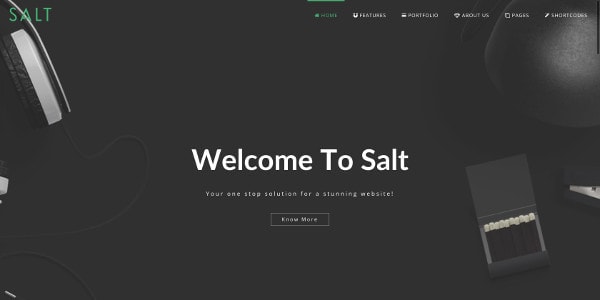 SALT
HOME FEATURES PORTFOLIO ABOUT US PAGES SHORTCODES
Welcome To Salt
Your one stop solution for a stunning website!
Know More